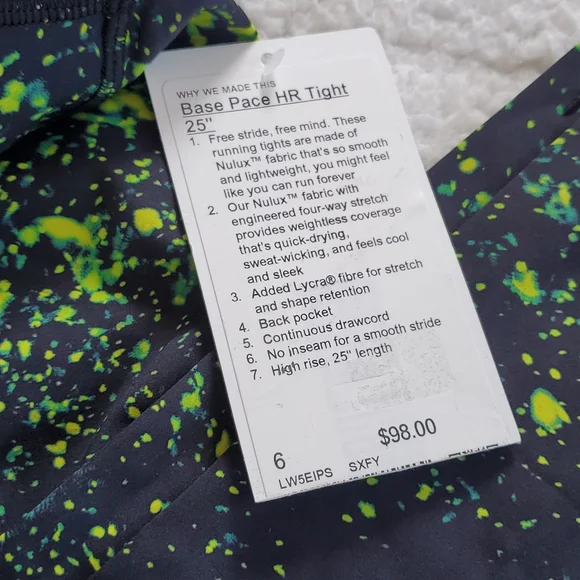 WHY WE MADE THIS
Base Pace HR Tight
25"
1. Free stride, free mind. These
running tights are made of
Nulux™ fabric that's so smooth
and lightweight, you might feel
like you can run forever
2. Our Nulux™ fabric with
engineered four-way stretch
provides weightless coverage
that's quick-drying,
sweat-wicking, and feels cool
and sleek
3. Added Lycra® fibre for stretch
and shape retention
4. Back pocket
5. Continuous drawcord
6. No inseam for a smooth stride
7. High rise, 25" length
6 $98.00
LW5EIPS SXFY